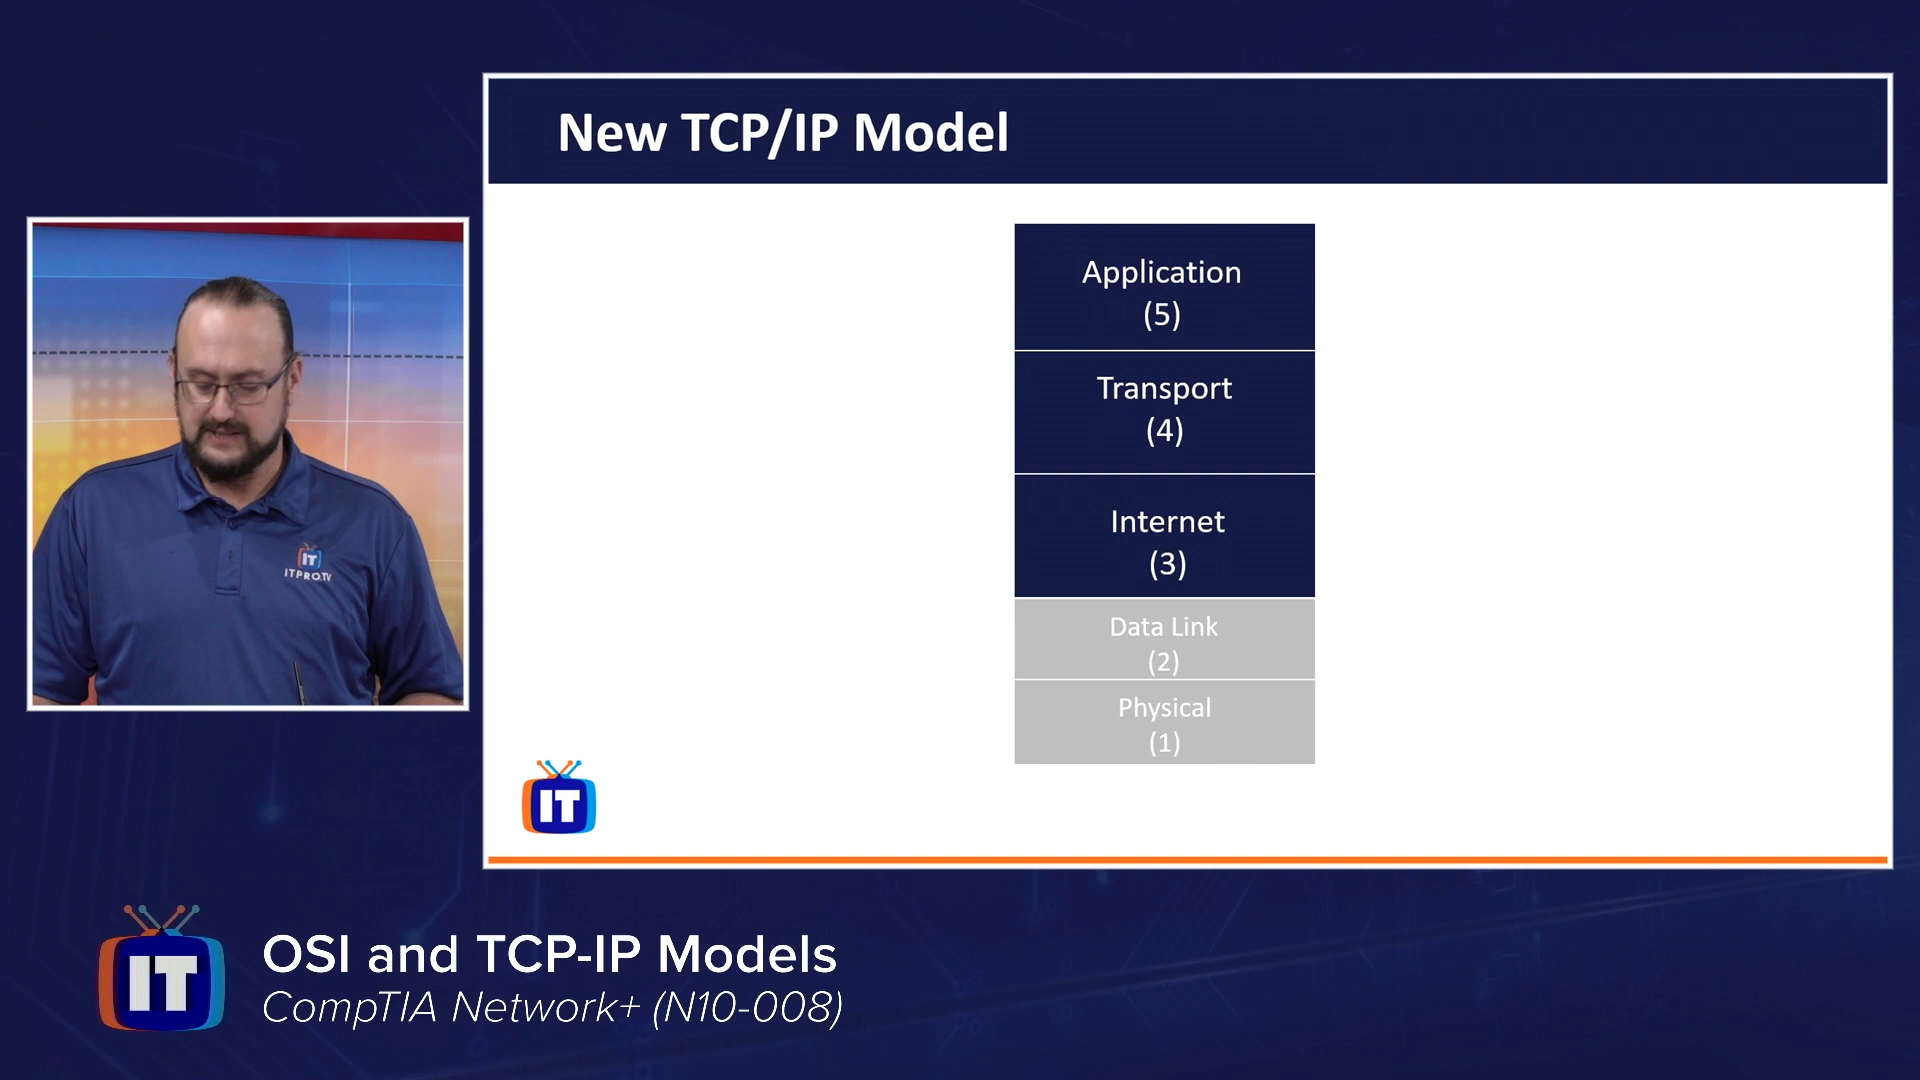 New TCP/IP Model
Application
(5)
Transport
(4)
Internet
(3)
Data Link
(2)
Physical
(1)
IT
ITPRO.TV
IT
IT
OSI and TCP-IP Models
CompTIA Network+ (N10-008)